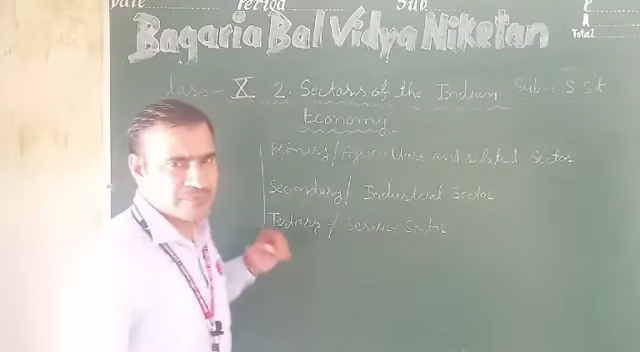 Date Period Sub P
A
Total
Bagaria Bal Vidya Niketan
Class - X 2. Sectors of the Indian Sub - S. St
Economy
Primary / Agriculture and related sector
Secondary / Industrial Sector
Tertiary / Service Sector